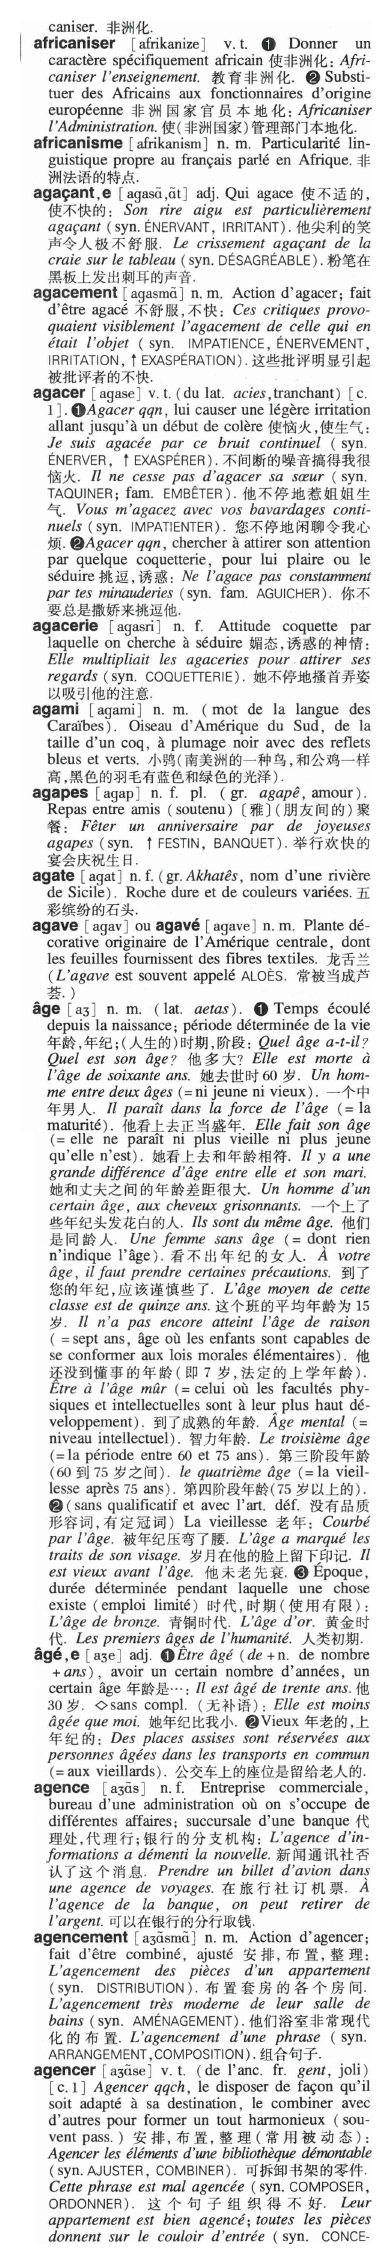 caniser. 非洲化.
africaniser [afrikanize] v. t. ❶ Donner un
caractère spécifiquement africain 使非洲化: Afri-
caniser l'enseignement. 教育非洲化. ❷ Substi-
tuer des Africains aux fonctionnaires d'origine
européenne 非洲国家官员本地化: Africaniser
l'Administration. 使(非洲国家)管理部门本地化.
africanisme [afrikanism] n. m. Particularité lin-
guistique propre au français parlé en Afrique. 非
洲法语的特点.
agaçant,e [agasɑ̃,ɑ̃t] adj. Qui agace 使不适的,
使不快的: Son rire aigu est particulièrement
agaçant (syn. ÉNERVANT, IRRITANT). 他尖利的笑
声令人极不舒服. Le crissement agaçant de la
craie sur le tableau (syn. DÉSAGRÉABLE). 粉笔在
黑板上发出刺耳的声音.
agacement [agasmɑ̃] n. m. Action d'agacer; fait
d'être agacé 不舒服,不快: Ces critiques provo-
quaient visiblement l'agacement de celle qui en
était l'objet (syn. IMPATIENCE, ÉNERVEMENT,
IRRITATION, ↑EXASPÉRATION). 这些批评明显引起
被批评者的不快.
agacer [agase] v. t. (du lat. acies,tranchant) [c.
1]. ❶Agacer qqn, lui causer une légère irritation
allant jusqu'à un début de colère 使恼火,使生气:
Je suis agacée par ce bruit continuel (syn.
ÉNERVER, ↑EXASPÉRER). 不间断的噪音搞得我很
恼火. Il ne cesse pas d'agacer sa sœur (syn.
TAQUINER; fam. EMBÊTER). 他不停地惹姐姐生
气. Vous m'agacez avec vos bavardages conti-
nuels (syn. IMPATIENTER). 您不停地闲聊令我心
烦. ❷Agacer qqn, chercher à attirer son attention
par quelque coquetterie, pour lui plaire ou le
séduire 挑逗,诱惑: Ne l'agace pas constamment
par tes minauderies (syn. fam. AGUICHER). 你不
要总是撒娇来挑逗他.
agacerie [agasri] n. f. Attitude coquette par
laquelle on cherche à séduire 媚态,诱惑的神情:
Elle multipliait les agaceries pour attirer ses
regards (syn. COQUETTERIE). 她不停地搔首弄姿
以吸引他的注意.
agami [agami] n. m. (mot de la langue des
Caraïbes). Oiseau d'Amérique du Sud, de la
taille d'un coq, à plumage noir avec des reflets
bleus et verts. 小鸨(南美洲的一种鸟,和公鸡一样
高,黑色的羽毛有蓝色和绿色的光泽).
agapes [agap] n. f. pl. (gr. agapê, amour).
Repas entre amis (soutenu) 〔雅〕(朋友间的)聚
餐: Fêter un anniversaire par de joyeuses
agapes (syn. ↑FESTIN, BANQUET). 举行欢快的
宴会庆祝生日.
agate [agat] n. f. (gr. Akhatês, nom d'une rivière
de Sicile). Roche dure et de couleurs variées. 五
彩缤纷的石头.
agave [agav] ou agavé [agave] n. m. Plante dé-
corative originaire de l'Amérique centrale, dont
les feuilles fournissent des fibres textiles. 龙舌兰
(L'agave est souvent appelé ALOÈS. 常被当成芦
荟.)
âge [aʒ] n. m. (lat. aetas). ❶ Temps écoulé
depuis la naissance; période déterminée de la vie
年龄,年纪;(人生的)时期,阶段: Quel âge a-t-il?
Quel est son âge? 他多大? Elle est morte à
l'âge de soixante ans. 她去世时 60 岁. Un hom-
me entre deux âges (= ni jeune ni vieux). 一个中
年男人. Il paraît dans la force de l'âge (= la
maturité). 他看上去正当盛年. Elle fait son âge
(= elle ne paraît ni plus vieille ni plus jeune
qu'elle n'est). 她看上去和年龄相符. Il y a une
grande différence d'âge entre elle et son mari.
她和丈夫之间的年龄差距很大. Un homme d'un
certain âge, aux cheveux grisonnants. 一个上了
些年纪头发花白的人. Ils sont du même âge. 他们
是同龄人. Une femme sans âge (= dont rien
n'indique l'âge). 看不出年纪的女人. À votre
âge, il faut prendre certaines précautions. 到了
您的年纪,应该谨慎些了. L'âge moyen de cette
classe est de quinze ans. 这个班的平均年龄为 15
岁. Il n'a pas encore atteint l'âge de raison
(= sept ans, âge où les enfants sont capables de
se conformer aux lois morales élémentaires). 他
还没到懂事的年龄(即 7 岁,法定的上学年龄).
Être à l'âge mûr (= celui où les facultés phy-
siques et intellectuelles sont à leur plus haut dé-
veloppement). 到了成熟的年龄. Âge mental (=
niveau intellectuel). 智力年龄. Le troisième âge
(= la période entre 60 et 75 ans). 第三阶段年龄
(60 到 75 岁之间). le quatrième âge (= la vieil-
lesse après 75 ans). 第四阶段年龄(75 岁以上的).
❷(sans qualificatif et avec l'art. déf. 没有品质
形容词,有定冠词) La vieillesse 老年: Courbé
par l'âge. 被年纪压弯了腰. L'âge a marqué les
traits de son visage. 岁月在他的脸上留下印记. Il
est vieux avant l'âge. 他未老先衰. ❸Époque,
durée déterminée pendant laquelle une chose
existe (emploi limité) 时代,时期(使用有限):
L'âge de bronze. 青铜时代. L'âge d'or. 黄金时
代. Les premiers âges de l'humanité. 人类初期.
âgé,e [aʒe] adj. ❶Être âgé (de +n. de nombre
+ans), avoir un certain nombre d'années, un
certain âge 年龄是…: Il est âgé de trente ans. 他
30 岁. ◇sans compl. (无补语): Elle est moins
âgée que moi. 她年纪比我小. ❷Vieux 年老的,上
年纪的: Des places assises sont réservées aux
personnes âgées dans les transports en commun
(= aux vieillards). 公交车上的座位是留给老人的.
agence [aʒɑ̃s] n. f. Entreprise commerciale,
bureau d'une administration où on s'occupe de
différentes affaires; succursale d'une banque 代
理处,代理行;银行的分支机构: L'agence d'in-
formations a démenti la nouvelle. 新闻通讯社否
认了这个消息. Prendre un billet d'avion dans
une agence de voyages. 在旅行社订机票. À
l'agence de la banque, on peut retirer de
l'argent. 可以在银行的分行取钱.
agencement [aʒɑ̃smɑ̃] n. m. Action d'agencer;
fait d'être combiné, ajusté 安排,布置,整理:
L'agencement des pièces d'un appartement
(syn. DISTRIBUTION). 布置套房的各个房间.
L'agencement très moderne de leur salle de
bains (syn. AMÉNAGEMENT). 他们浴室非常现代
化的布置. L'agencement d'une phrase (syn.
ARRANGEMENT,COMPOSITION). 组合句子.
agencer [aʒɑ̃se] v. t. (de l'anc. fr. gent, joli)
[c. 1] Agencer qqch, le disposer de façon qu'il
soit adapté à sa destination, le combiner avec
d'autres pour former un tout harmonieux (sou-
vent pass.) 安排,布置,整理(常用被动态):
Agencer les éléments d'une bibliothèque démontable
(syn. AJUSTER, COMBINER). 可拆卸书架的零件.
Cette phrase est mal agencée (syn. COMPOSER,
ORDONNER). 这个句子组织得不好. Leur
appartement est bien agencé; toutes les pièces
donnent sur le couloir d'entrée (syn. CONCE-